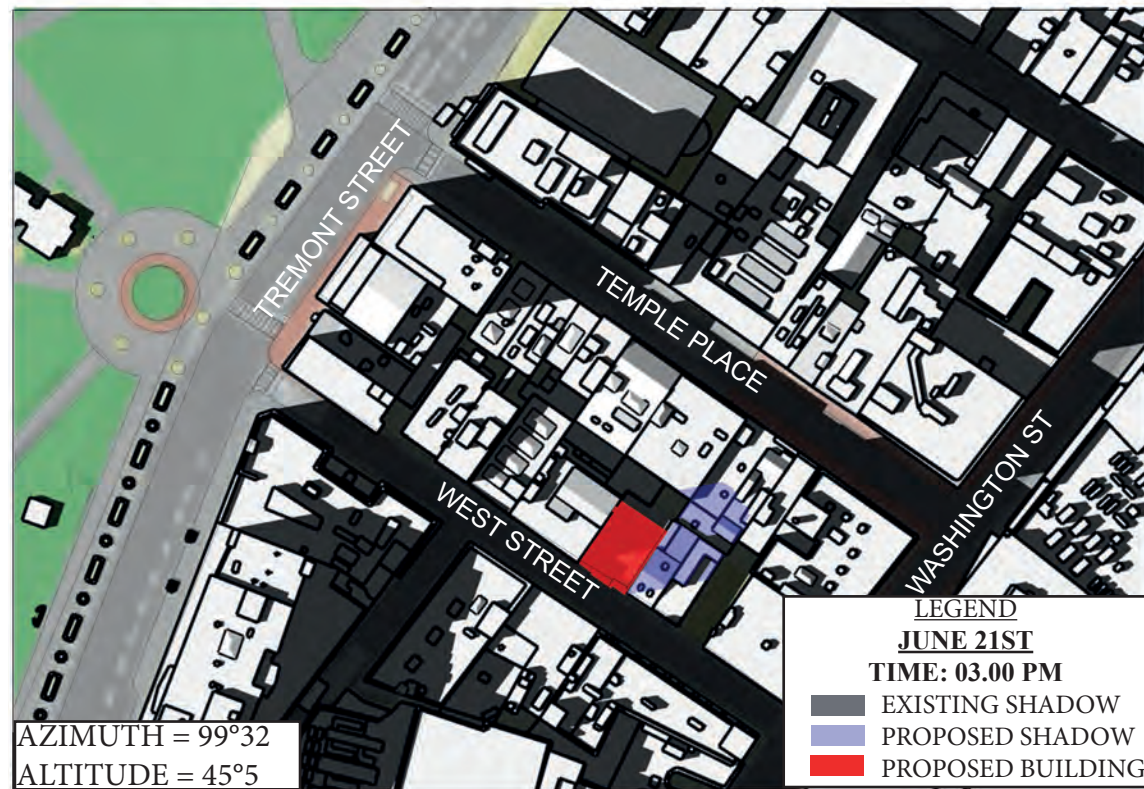 TREMONT STREET
TEMPLE PLACE
WEST STREET
WASHINGTON ST
LEGEND
JUNE 21ST
TIME: 03.00 PM
EXISTING SHADOW
PROPOSED SHADOW
PROPOSED BUILDING
AZIMUTH = 99°32
ALTITUDE = 45°5